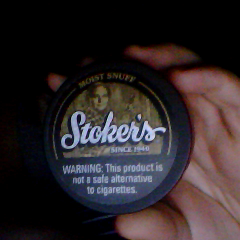 MOIST SNUFF
Stoker's
SINCE 1940
WARNING: This product is
not a safe alternative
to cigarettes.